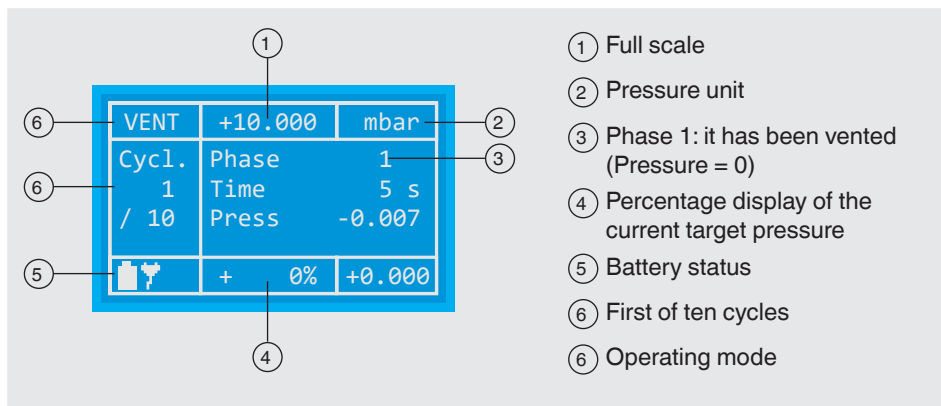 1
6 VENT +10.000 mbar 2
Cycl. Phase 1 3
6 1 Time 5 s
/ 10 Press -0.007
5 + 0% +0.000
4
1 Full scale
2 Pressure unit
3 Phase 1: it has been vented
(Pressure = 0)
4 Percentage display of the
current target pressure
5 Battery status
6 First of ten cycles
6 Operating mode